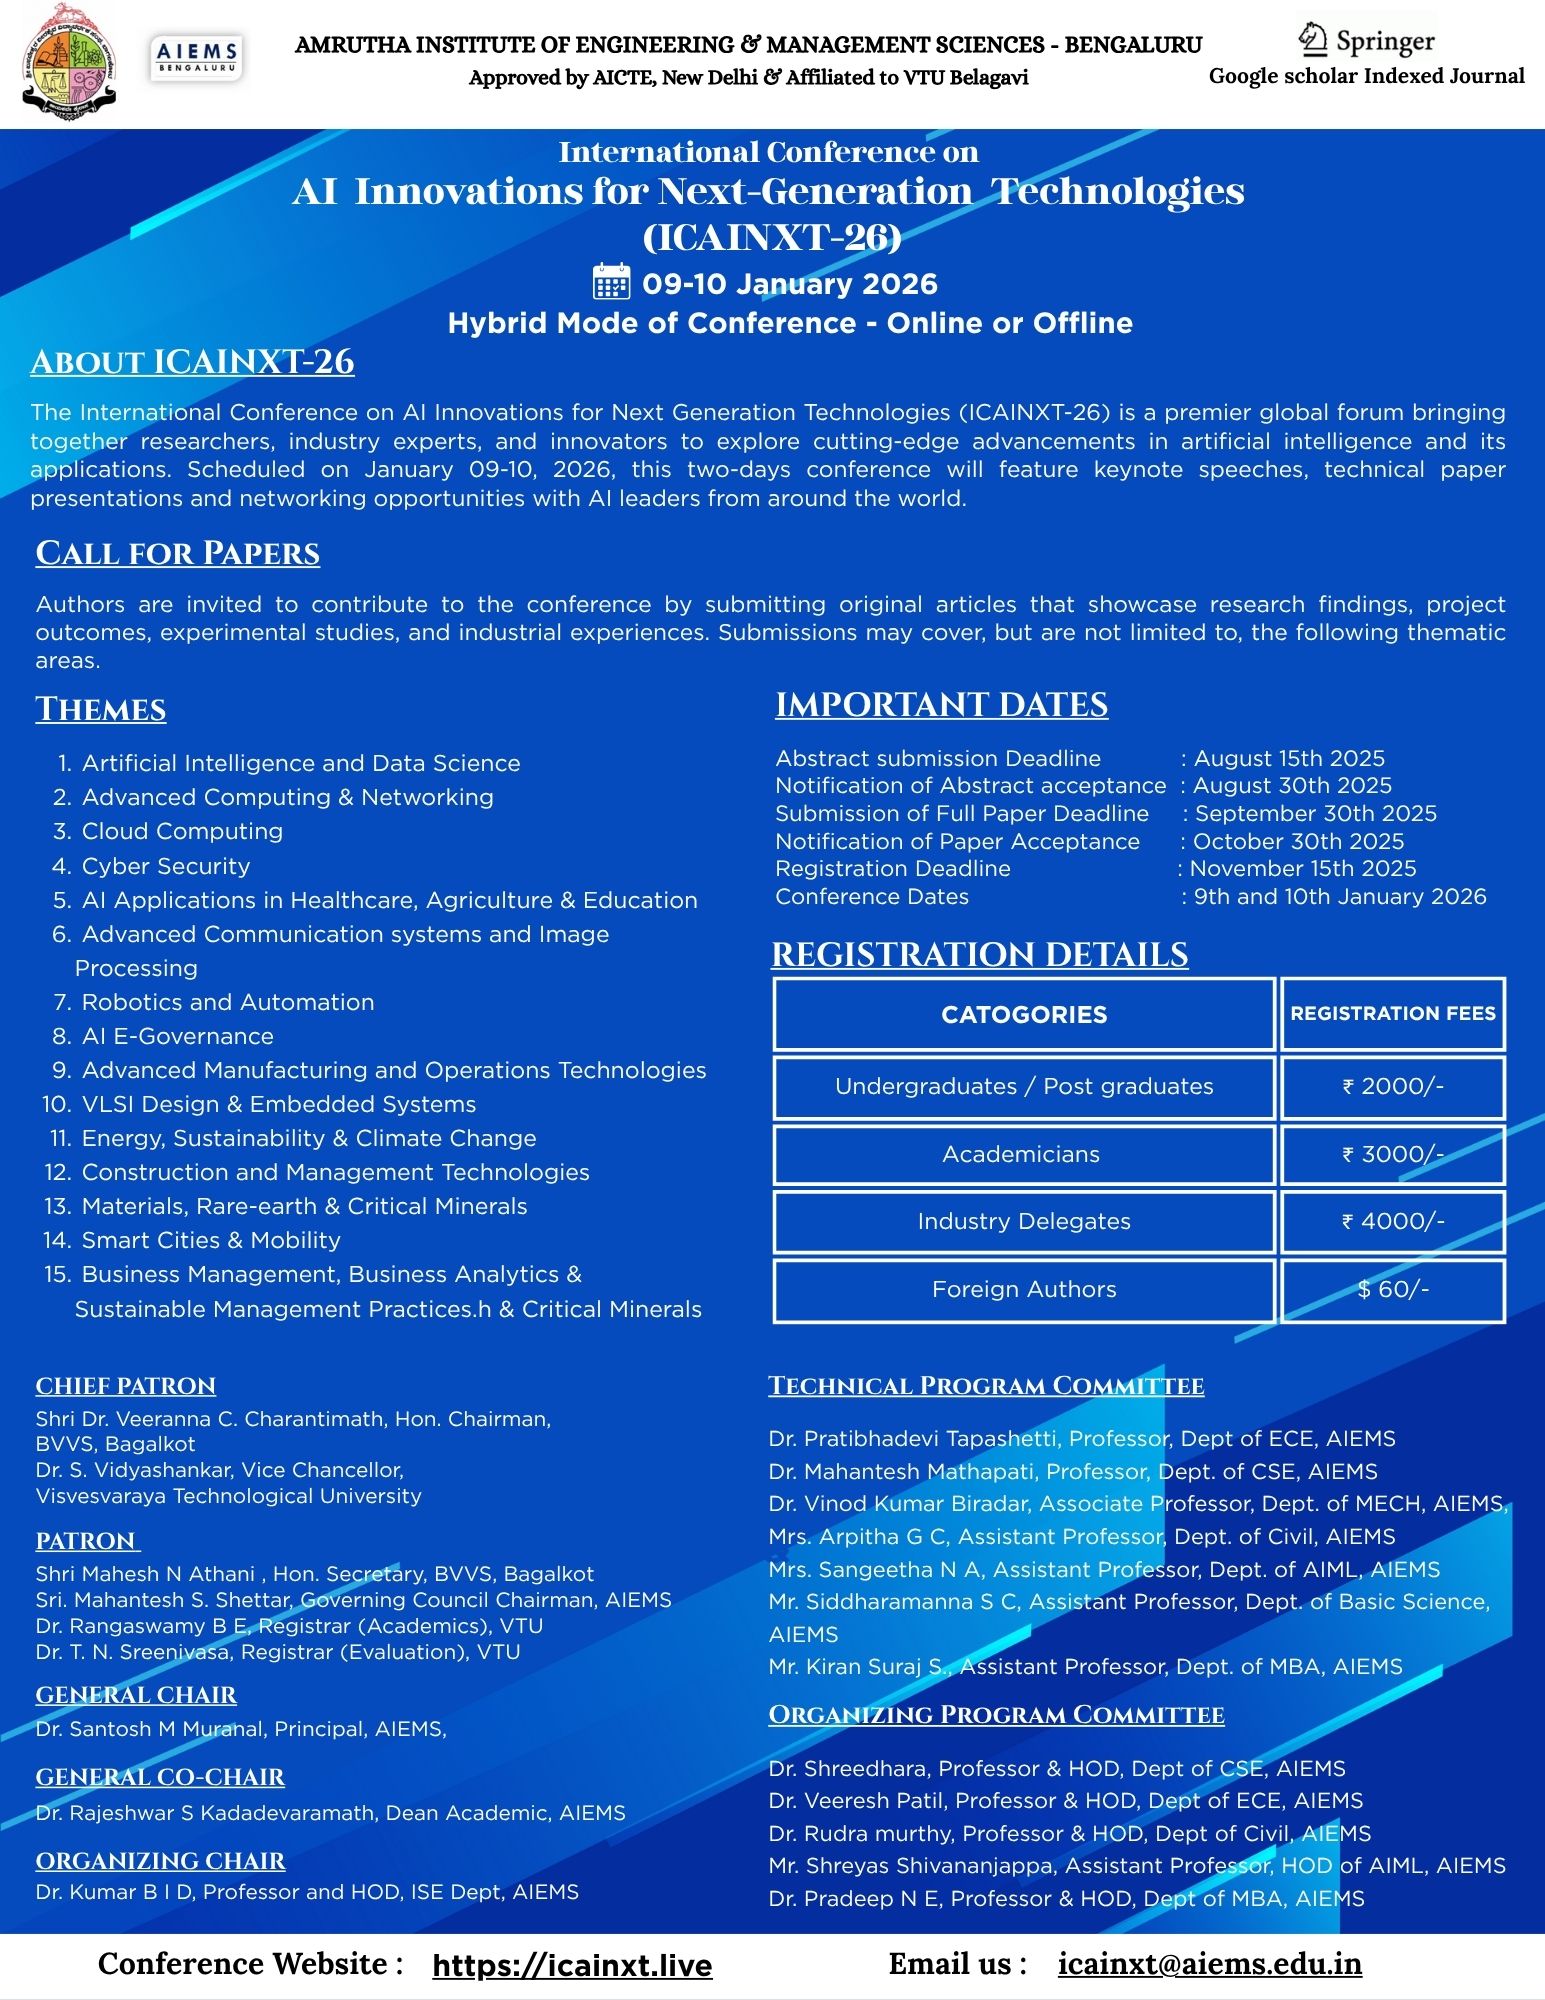 AIEMS
BENGALURU
AMRUTHA INSTITUTE OF ENGINEERING & MANAGEMENT SCIENCES - BENGALURU
Approved by AICTE, New Delhi & Affiliated to VTU Belagavi
Springer
Google scholar Indexed Journal
International Conference on
AI Innovations for Next-Generation Technologies
(ICAINXT-26)
09-10 January 2026
Hybrid Mode of Conference - Online or Offline
ABOUT ICAINXT-26
The International Conference on AI Innovations for Next Generation Technologies (ICAINXT-26) is a premier global forum bringing
together researchers, industry experts, and innovators to explore cutting-edge advancements in artificial intelligence and its
applications. Scheduled on January 09-10, 2026, this two-days conference will feature keynote speeches, technical paper
presentations and networking opportunities with AI leaders from around the world.
CALL FOR PAPERS
Authors are invited to contribute to the conference by submitting original articles that showcase research findings, project
outcomes, experimental studies, and industrial experiences. Submissions may cover, but are not limited to, the following thematic
areas.
THEMES
1. Artificial Intelligence and Data Science
2. Advanced Computing & Networking
3. Cloud Computing
4. Cyber Security
5. AI Applications in Healthcare, Agriculture & Education
6. Advanced Communication systems and Image
Processing
7. Robotics and Automation
8. AI E-Governance
9. Advanced Manufacturing and Operations Technologies
10. VLSI Design & Embedded Systems
11. Energy, Sustainability & Climate Change
12. Construction and Management Technologies
13. Materials, Rare-earth & Critical Minerals
14. Smart Cities & Mobility
15. Business Management, Business Analytics &
Sustainable Management Practices.h & Critical Minerals
IMPORTANT DATES
Abstract submission Deadline : August 15th 2025
Notification of Abstract acceptance : August 30th 2025
Submission of Full Paper Deadline : September 30th 2025
Notification of Paper Acceptance : October 30th 2025
Registration Deadline : November 15th 2025
Conference Dates : 9th and 10th January 2026
REGISTRATION DETAILS
CATOGORIES REGISTRATION FEES
Undergraduates / Post graduates ₹ 2000/-
Academicians ₹ 3000/-
Industry Delegates ₹ 4000/-
Foreign Authors $ 60/-
CHIEF PATRON
Shri Dr. Veeranna C. Charantimath, Hon. Chairman,
BVVS, Bagalkot
Dr. S. Vidyashankar, Vice Chancellor,
Visvesvaraya Technological University
PATRON
Shri Mahesh N Athani , Hon. Secretary, BVVS, Bagalkot
Sri. Mahantesh S. Shettar, Governing Council Chairman, AIEMS
Dr. Rangaswamy B E, Registrar (Academics), VTU
Dr. T. N. Sreenivasa, Registrar (Evaluation), VTU
GENERAL CHAIR
Dr. Santosh M Muranal, Principal, AIEMS,
GENERAL CO-CHAIR
Dr. Rajeshwar S Kadadevaramath, Dean Academic, AIEMS
ORGANIZING CHAIR
Dr. Kumar B I D, Professor and HOD, ISE Dept, AIEMS
TECHNICAL PROGRAM COMMITTEE
Dr. Pratibhadevi Tapashetti, Professor, Dept of ECE, AIEMS
Dr. Mahantesh Mathapati, Professor, Dept. of CSE, AIEMS
Dr. Vinod Kumar Biradar, Associate Professor, Dept. of MECH, AIEMS,
Mrs. Arpitha G C, Assistant Professor, Dept. of Civil, AIEMS
Mrs. Sangeetha N A, Assistant Professor, Dept. of AIML, AIEMS
Mr. Siddharamanna S C, Assistant Professor, Dept. of Basic Science,
AIEMS
Mr. Kiran Suraj S., Assistant Professor, Dept. of MBA, AIEMS
ORGANIZING PROGRAM COMMITTEE
Dr. Shreedhara, Professor & HOD, Dept of CSE, AIEMS
Dr. Veeresh Patil, Professor & HOD, Dept of ECE, AIEMS
Dr. Rudra murthy, Professor & HOD, Dept of Civil, AIEMS
Mr. Shreyas Shivananjappa, Assistant Professor, HOD of AIML, AIEMS
Dr. Pradeep N E, Professor & HOD, Dept of MBA, AIEMS
Conference Website : https://icainxt.live
Email us : icainxt@aiems.edu.in